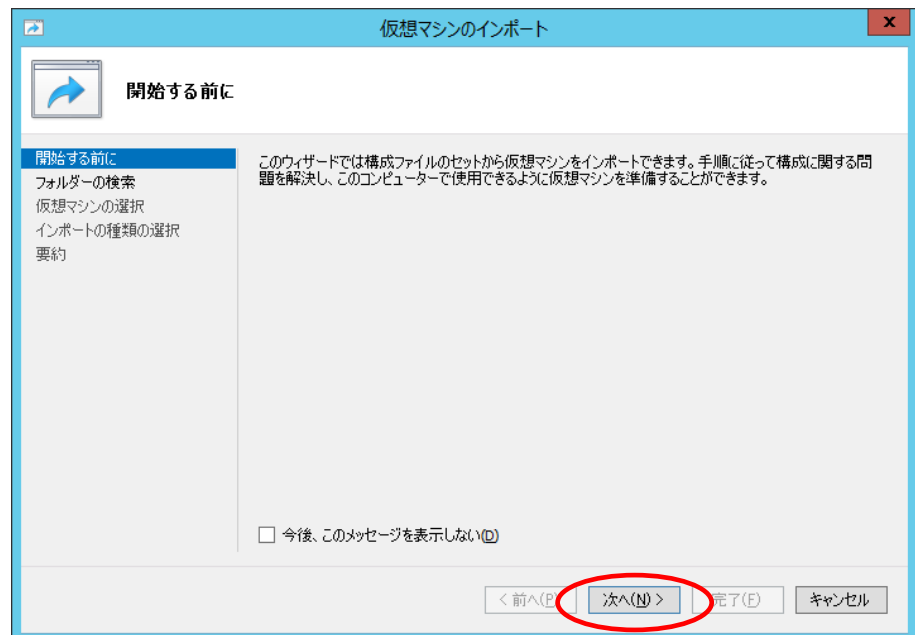 仮想マシンのインポート
x
開始する前に
開始する前に
フォルダーの検索
仮想マシンの選択
インポートの種類の選択
要約
このウィザードでは構成ファイルのセットから仮想マシンをインポートできます。手順に従って構成に関する問
題を解決し、このコンピューターで使用できるように仮想マシンを準備することができます。
今後、このメッセージを表示しない(D)
< 前へ(P) 次へ(N) > 完了(F) キャンセル